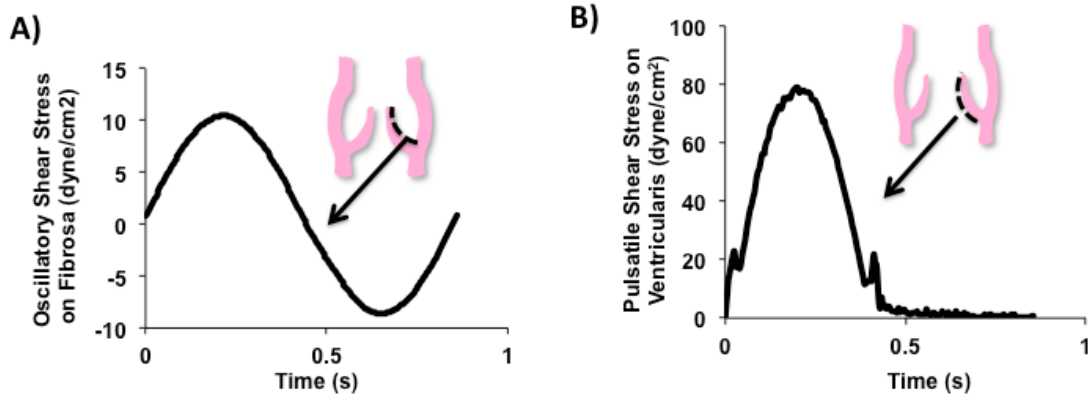 A)
Oscillatory Shear Stress
on Fibrosa (dyne/cm2)
15
10
5
0
-5
-10
0
0.5
1
Time (s)
B)
Pulsatile Shear Stress on
Ventricularis (dyne/cm²)
100
80
60
40
20
0
0
0.5
1
Time (s)